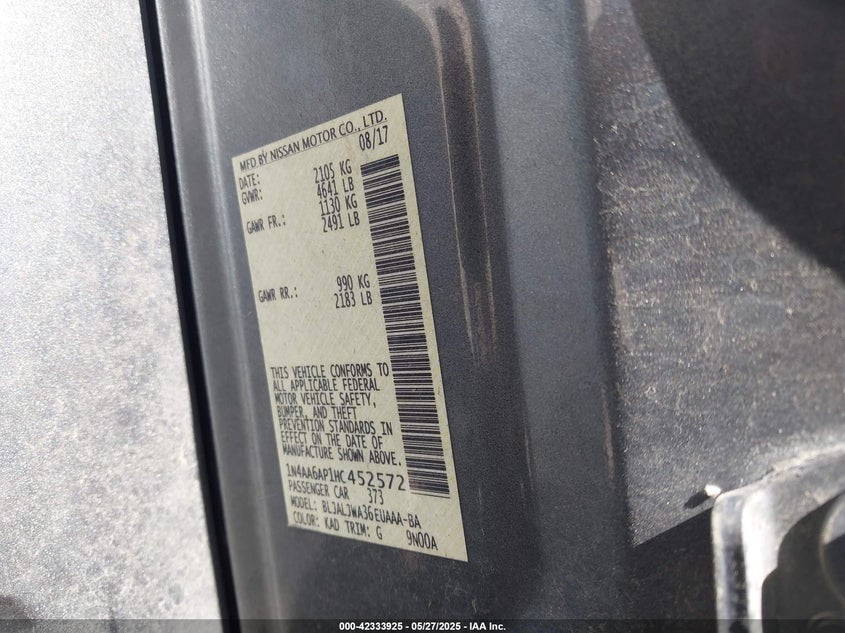 MFD BY NISSAN MOTOR CO., LTD.
DATE: 08/17
GVWR: 2105 KG
4641 LB
GAWR FR.: 1130 KG
2491 LB
GAWR RR.: 990 KG
2183 LB
THIS VEHICLE CONFORMS TO
ALL APPLICABLE FEDERAL
MOTOR VEHICLE SAFETY,
BUMPER, AND THEFT
PREVENTION STANDARDS IN
EFFECT ON THE DATE OF
MANUFACTURE SHOWN ABOVE.
1N4AA6AP1HC452572
PASSENGER CAR 373
MODEL: BLJALJWA36EUAAA-BA
COLOR: KAD TRIM: G 9N00A
000-42333925 - 05/27/2025 - IAA Inc.